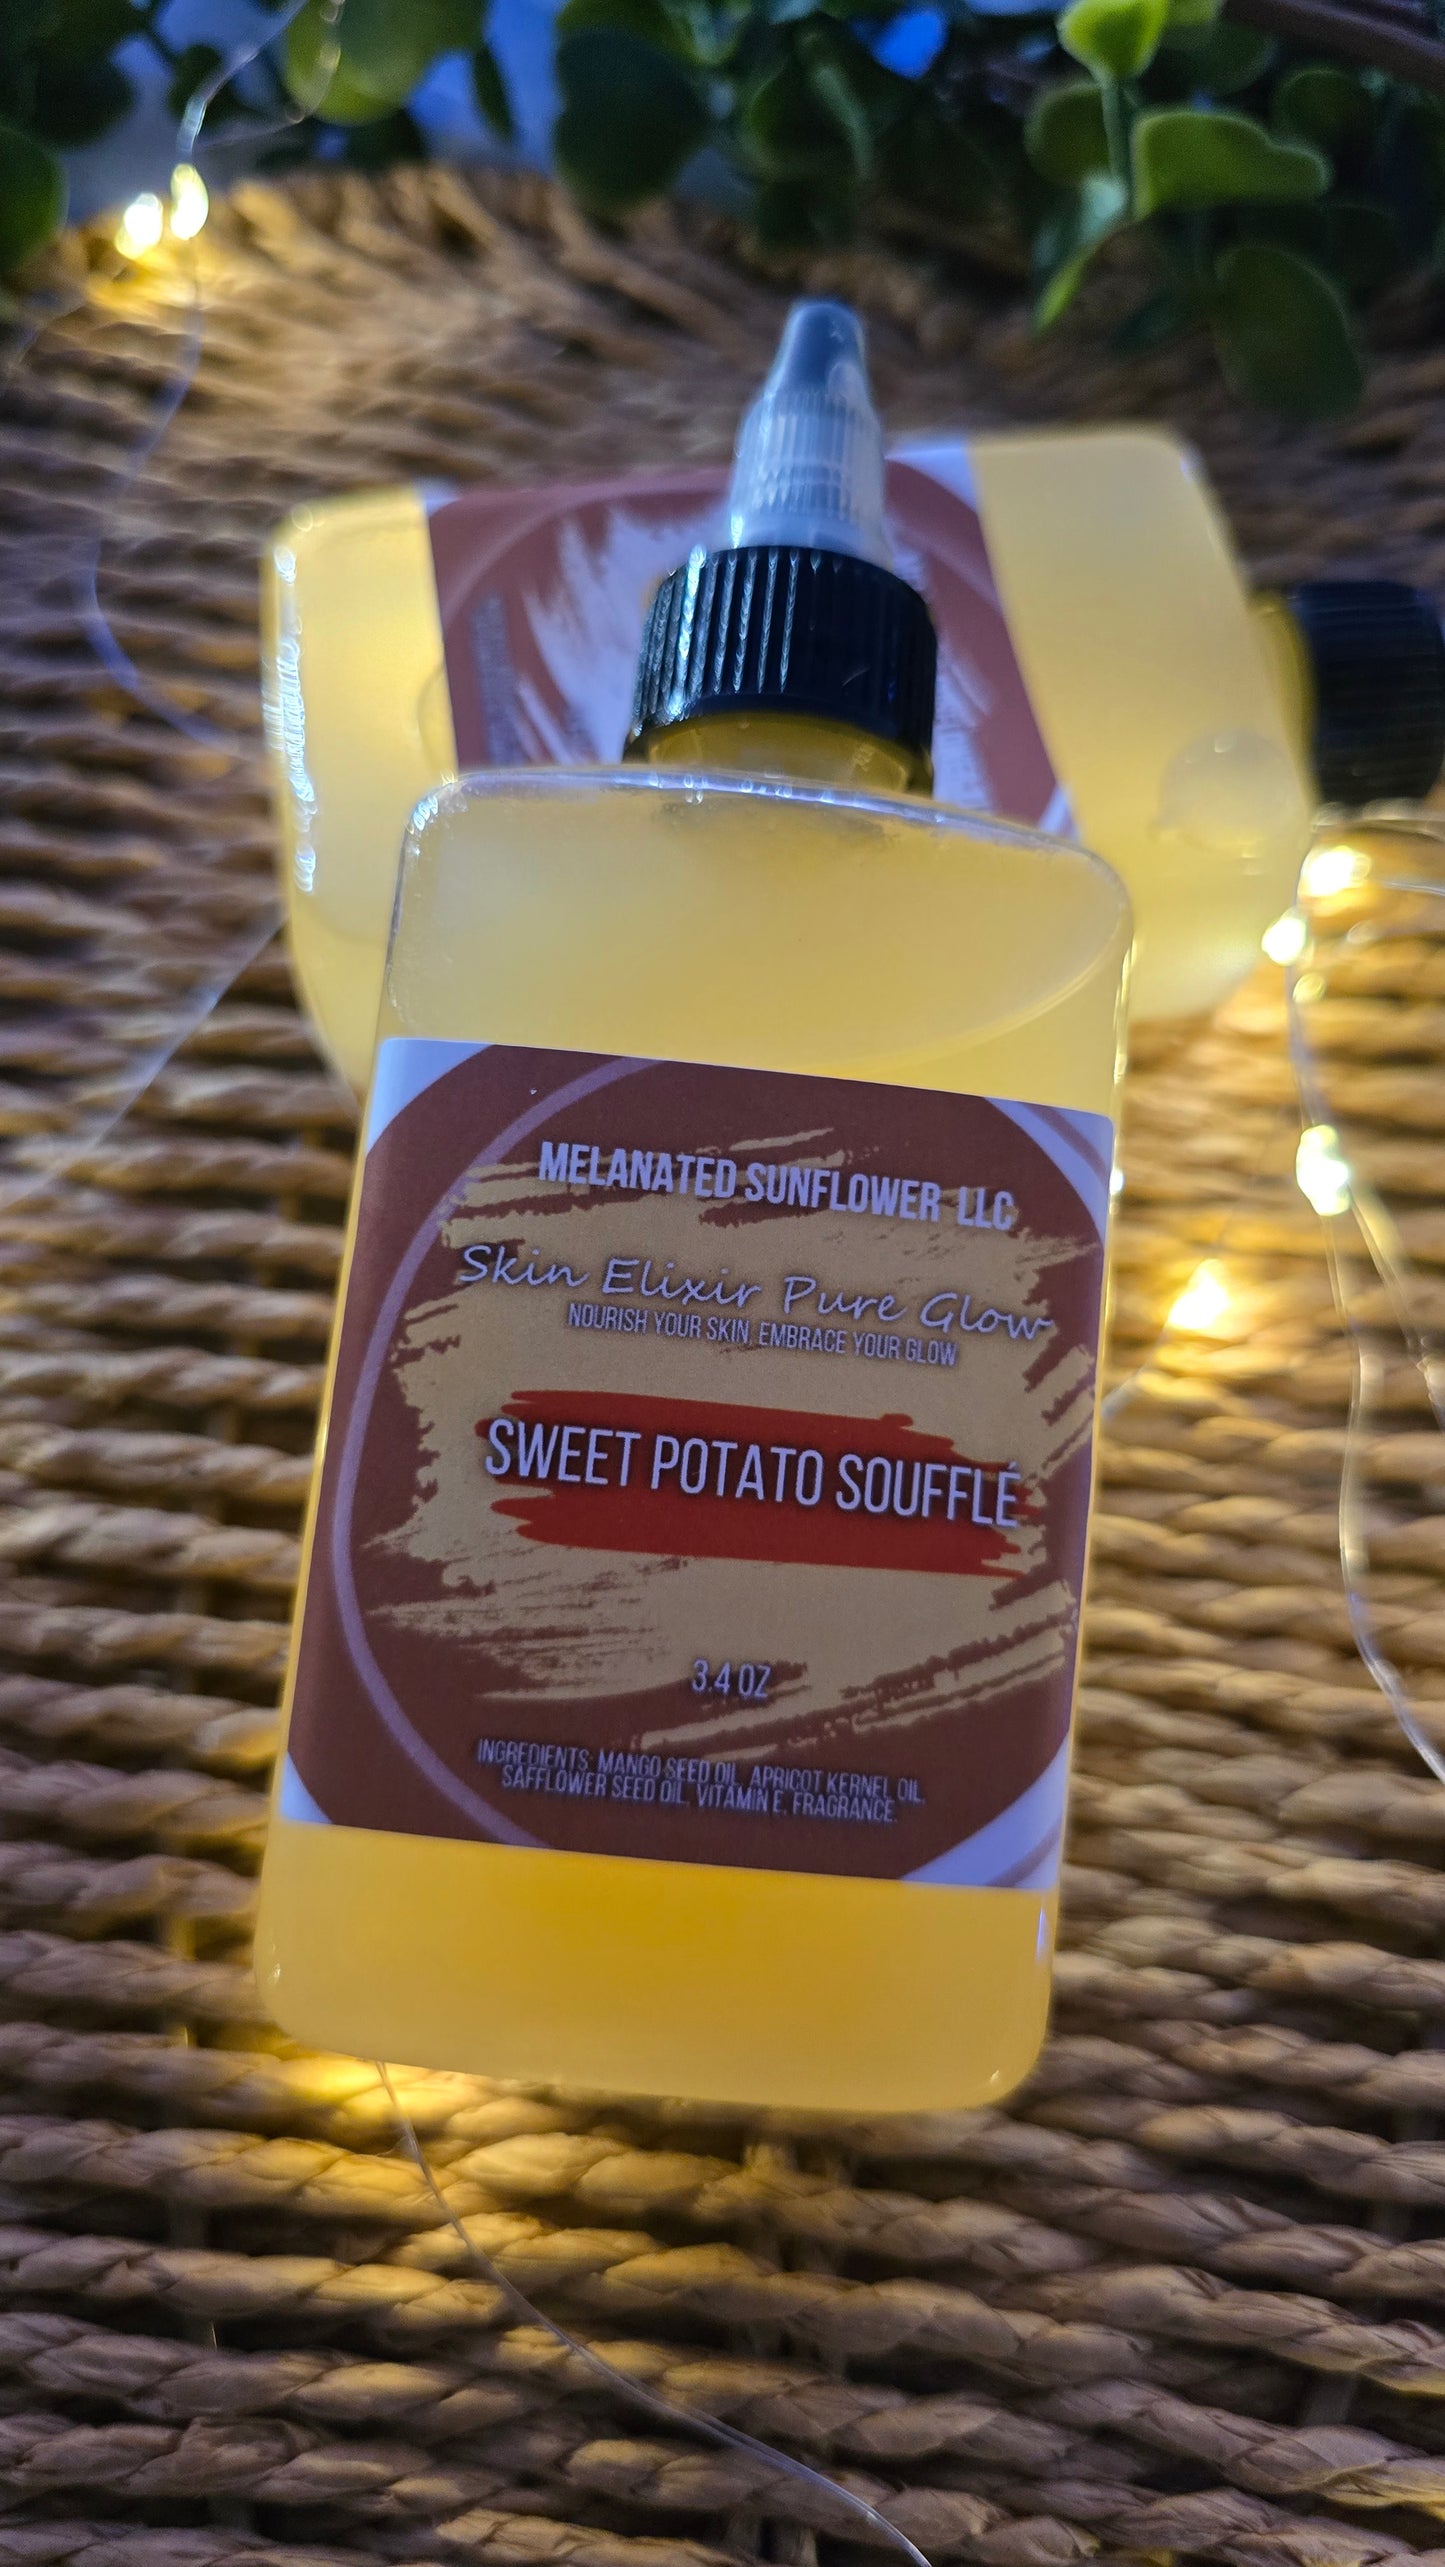 MELANATED SUNFLOWER LLC
Skin Elixir Pure Glow
NOURISH YOUR SKIN, EMBRACE YOUR GLOW
SWEET POTATO SOUFFLÉ
3.4 OZ
INGREDIENTS: MANGO SEED OIL, APRICOT KERNEL OIL,
SAFFLOWER SEED OIL, VITAMIN E, FRAGRANCE.